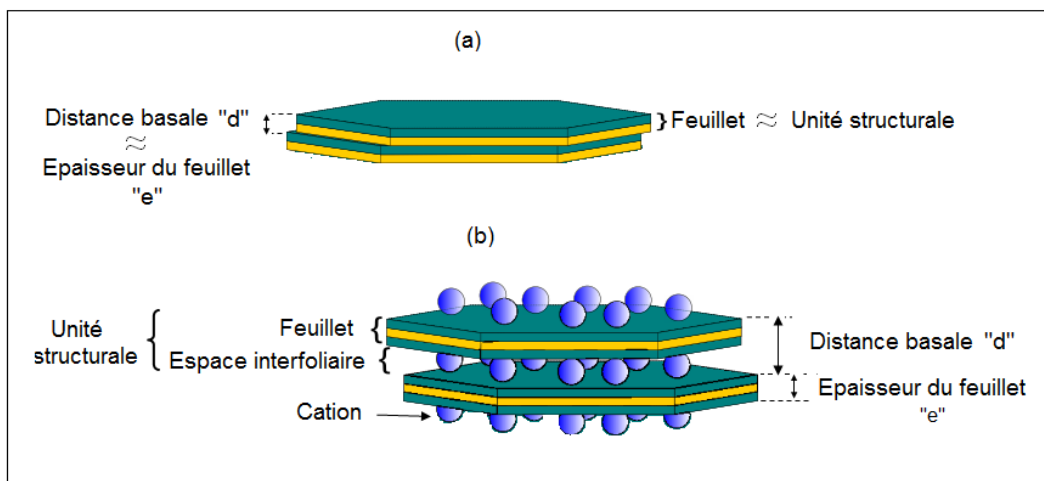 (a)
Distance basale "d"
≈
Epaisseur du feuillet
"e"
Feuillet ≈ Unité structurale
(b)
Unité
structurale
Feuillet
Espace interfoliaire
Cation
Distance basale "d"
Epaisseur du feuillet
"e"